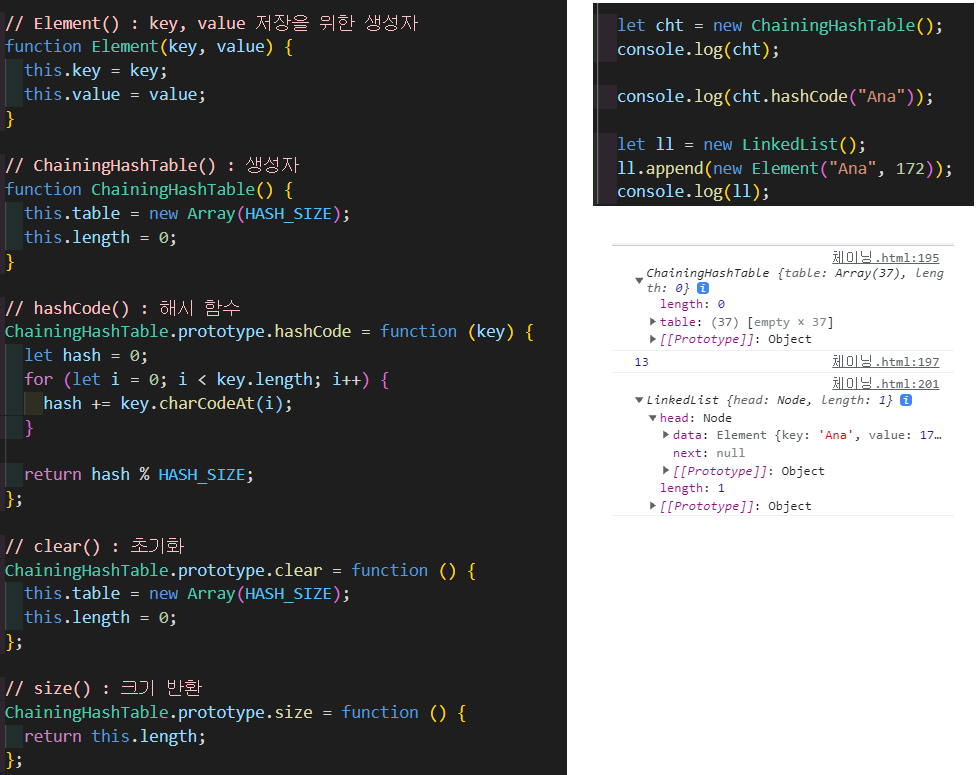 // Element() : key, value 저장을 위한 생성자
function Element(key, value) {
  this.key = key;
  this.value = value;
}

// ChainingHashTable() : 생성자
function ChainingHashTable() {
  this.table = new Array(HASH_SIZE);
  this.length = 0;
}

// hashCode() : 해시 함수
ChainingHashTable.prototype.hashCode = function (key) {
  let hash = 0;
  for (let i = 0; i < key.length; i++) {
    hash += key.charCodeAt(i);
  }

  return hash % HASH_SIZE;
};

// clear() : 초기화
ChainingHashTable.prototype.clear = function () {
  this.table = new Array(HASH_SIZE);
  this.length = 0;
};

// size() : 크기 반환
ChainingHashTable.prototype.size = function () {
  return this.length;
};

let cht = new ChainingHashTable();
console.log(cht);

console.log(cht.hashCode("Ana"));

let ll = new LinkedList();
ll.append(new Element("Ana", 172));
console.log(ll);

체이닝.html:195
ChainingHashTable {table: Array(37), leng
th: 0}
length: 0
table: (37) [empty × 37]
[[Prototype]]: Object
13 체이닝.html:197
체이닝.html:201
LinkedList {head: Node, length: 1}
head: Node
data: Element {key: 'Ana', value: 17…
next: null
[[Prototype]]: Object
length: 1
[[Prototype]]: Object